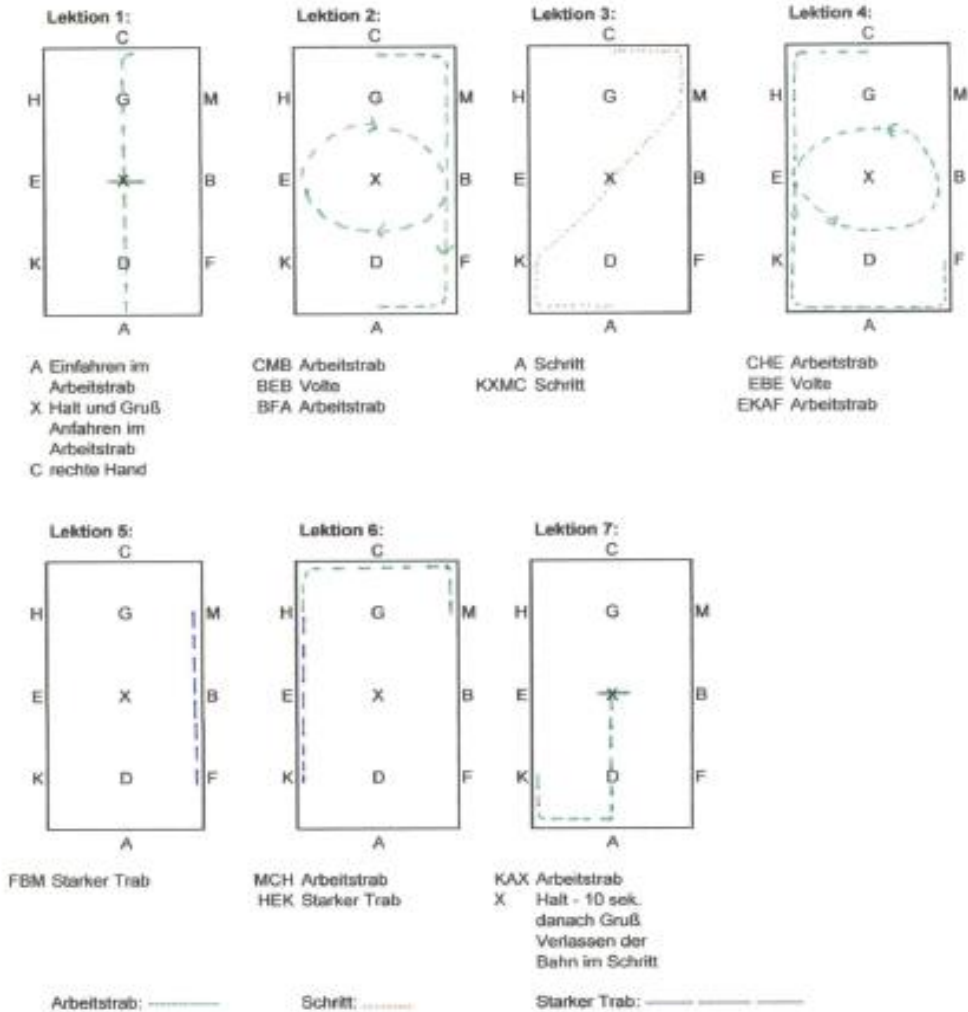 Lektion 1:
C
H G M
E X B
K D F
A
A Einfahren im
Arbeitstrab
X Halt und Gruß
Anfahren im
Arbeitstrab
C rechte Hand
Lektion 2:
C
H G M
E X B
K D F
A
CMB Arbeitstrab
BEB Volte
BFA Arbeitstrab
Lektion 3:
C
H G M
E X B
K D F
A
A Schritt
KXMC Schritt
Lektion 4:
C
H G M
E X B
K D F
A
CHE Arbeitstrab
EBE Volte
EKAF Arbeitstrab
Lektion 5:
C
H G M
E X B
K D F
A
FBM Starker Trab
Lektion 6:
C
H G M
E X B
K D F
A
MCH Arbeitstrab
HEK Starker Trab
Lektion 7:
C
H G M
E X B
K D F
A
KAX Arbeitstrab
X Halt - 10 sek.
danach Gruß
Verlassen der
Bahn im Schritt
Arbeitstrab:
Schritt:
Starker Trab: